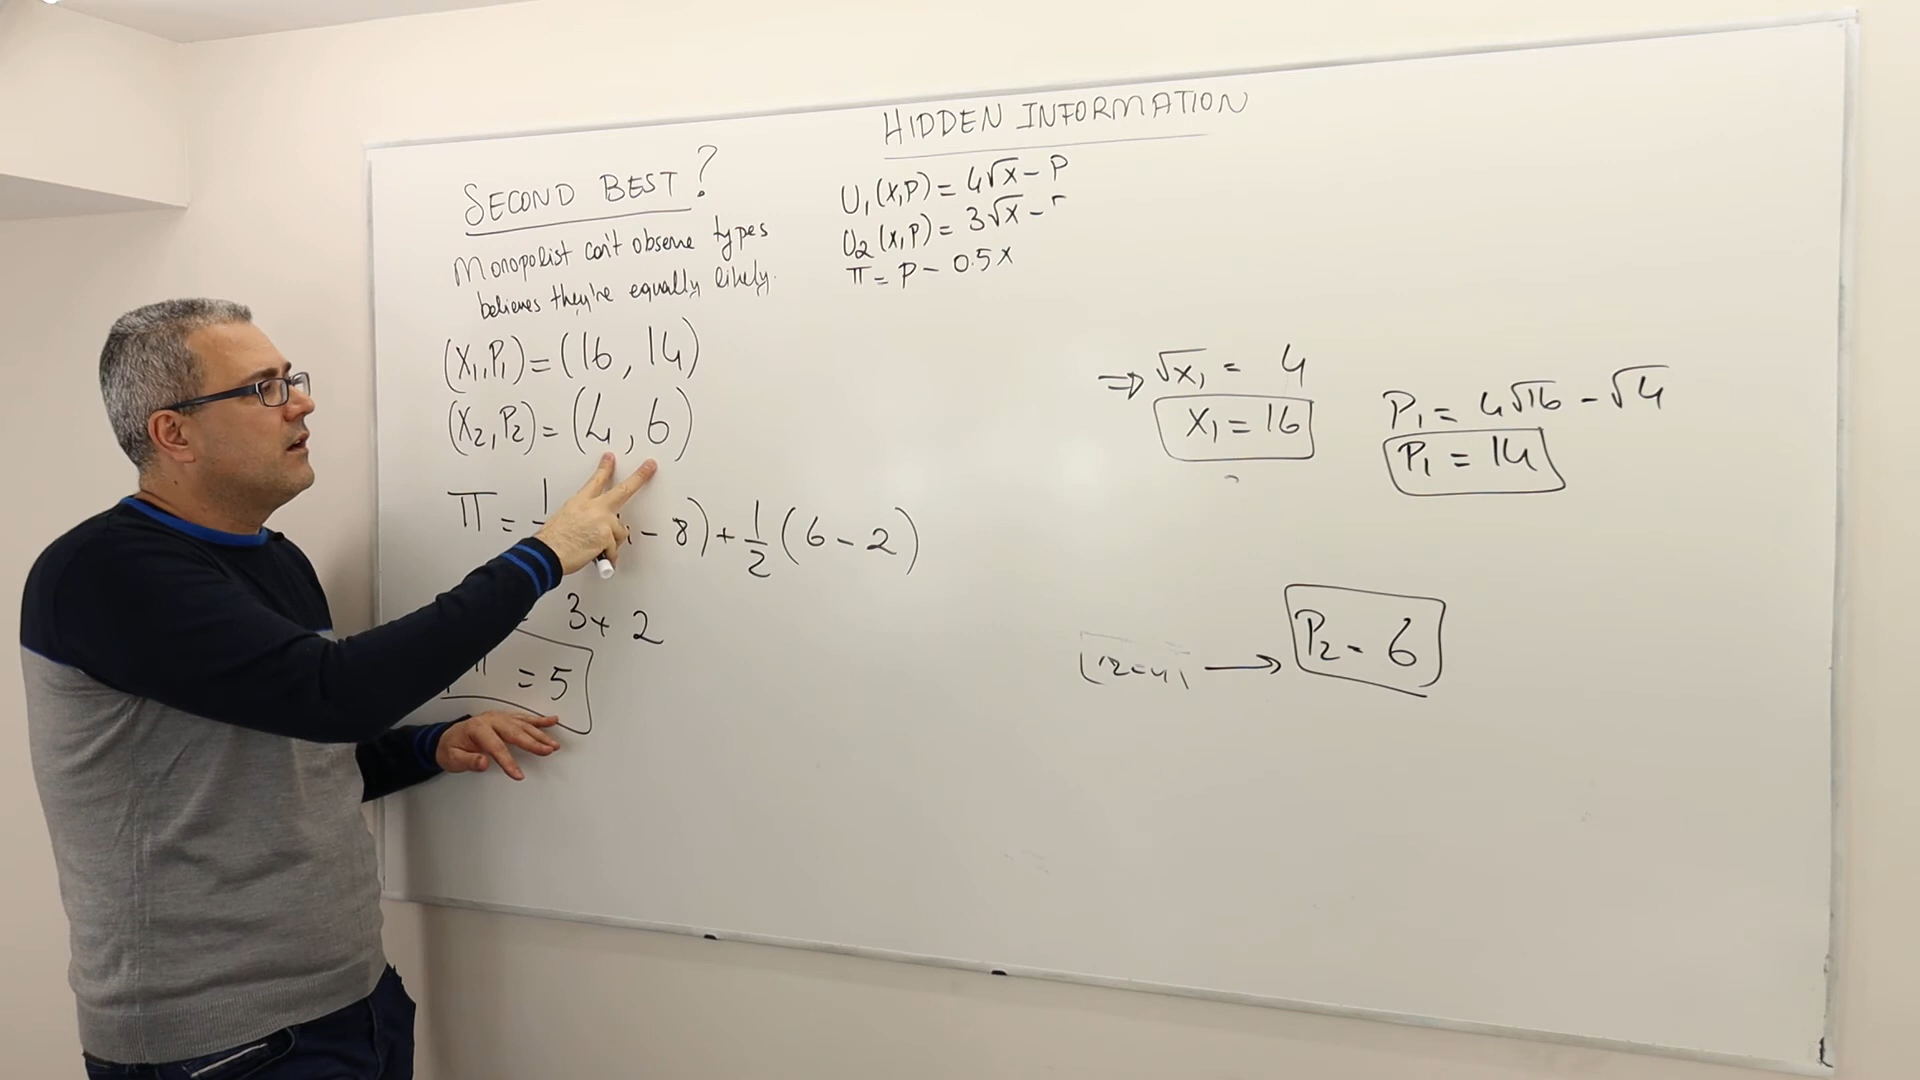 HIDDEN INFORMATION
SECOND BEST?
Monopolist can't observe types
believes they're equally likely.
U₁(x,P) = 4√x - P
U₂(x,P) = 3√x -
π = P - 0.5x
(X₁,P₁) = (16, 14)
(X₂,P₂) = (4, 6)
π = 1 - 8) + 1/2 (6 - 2)
3 + 2
= 5
⇒ √x₁ = 4
X₁ = 16
P₁ = 4√16 - √4
P₁ = 14
→ P₂ = 6